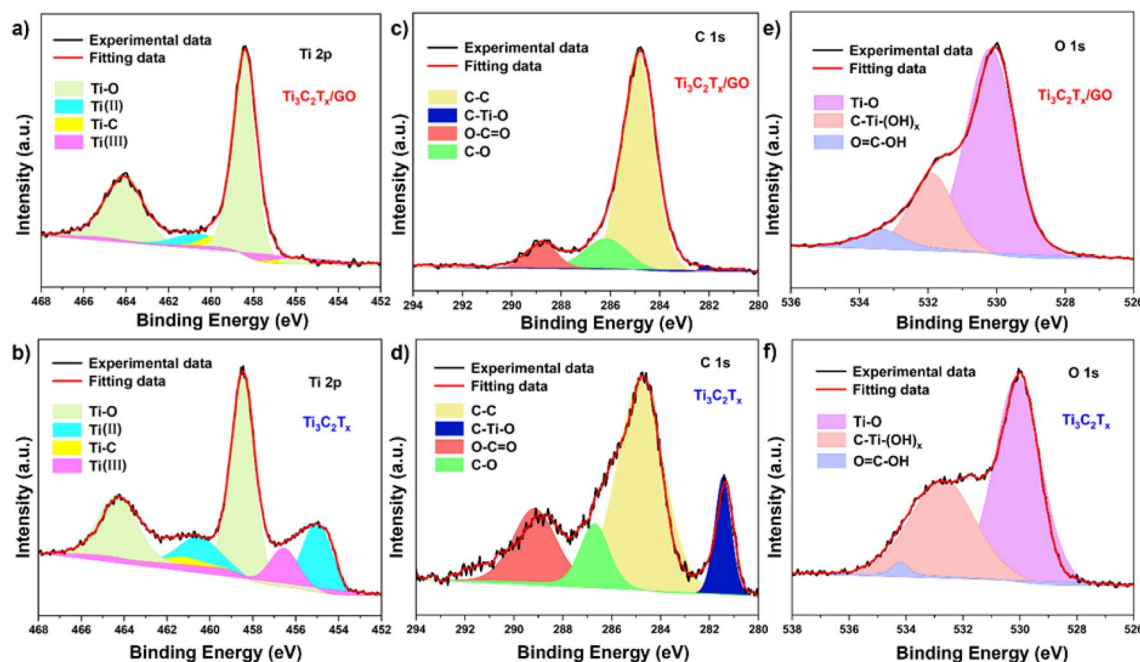 a)
Experimental data
Fitting data
Ti 2p
Ti-O
Ti(II)
Ti-C
Ti(III)
Ti₃C₂Tₓ/GO
Intensity (a.u.)
468 466 464 462 460 458 456 454 452
Binding Energy (eV)
c)
Experimental data
Fitting data
C 1s
C-C
C-Ti-O
O-C=O
C-O
Ti₃C₂Tₓ/GO
Intensity (a.u.)
294 292 290 288 286 284 282 280
Binding Energy (eV)
e)
Experimental data
Fitting data
O 1s
Ti-O
C-Ti-(OH)ₓ
O=C-OH
Ti₃C₂Tₓ/GO
Intensity (a.u.)
536 534 532 530 528 526
Binding Energy (eV)
b)
Experimental data
Fitting data
Ti 2p
Ti-O
Ti(II)
Ti-C
Ti(III)
Ti₃C₂Tₓ
Intensity (a.u.)
468 466 464 462 460 458 456 454 452
Binding Energy (eV)
d)
Experimental data
Fitting data
C 1s
C-C
C-Ti-O
O-C=O
C-O
Ti₃C₂Tₓ
Intensity (a.u.)
294 292 290 288 286 284 282 280
Binding Energy (eV)
f)
Experimental data
Fitting data
O 1s
Ti-O
C-Ti-(OH)ₓ
O=C-OH
Ti₃C₂Tₓ
Intensity (a.u.)
538 536 534 532 530 528 526
Binding Energy (eV)